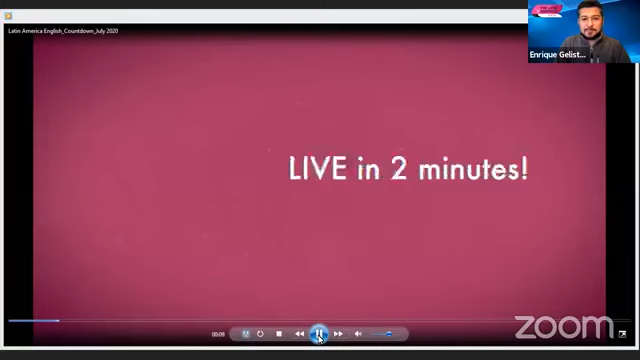 Latin America English_Countdown_July 2020
Enrique Gelist...
LIVE in 2 minutes!
00:09
zoom